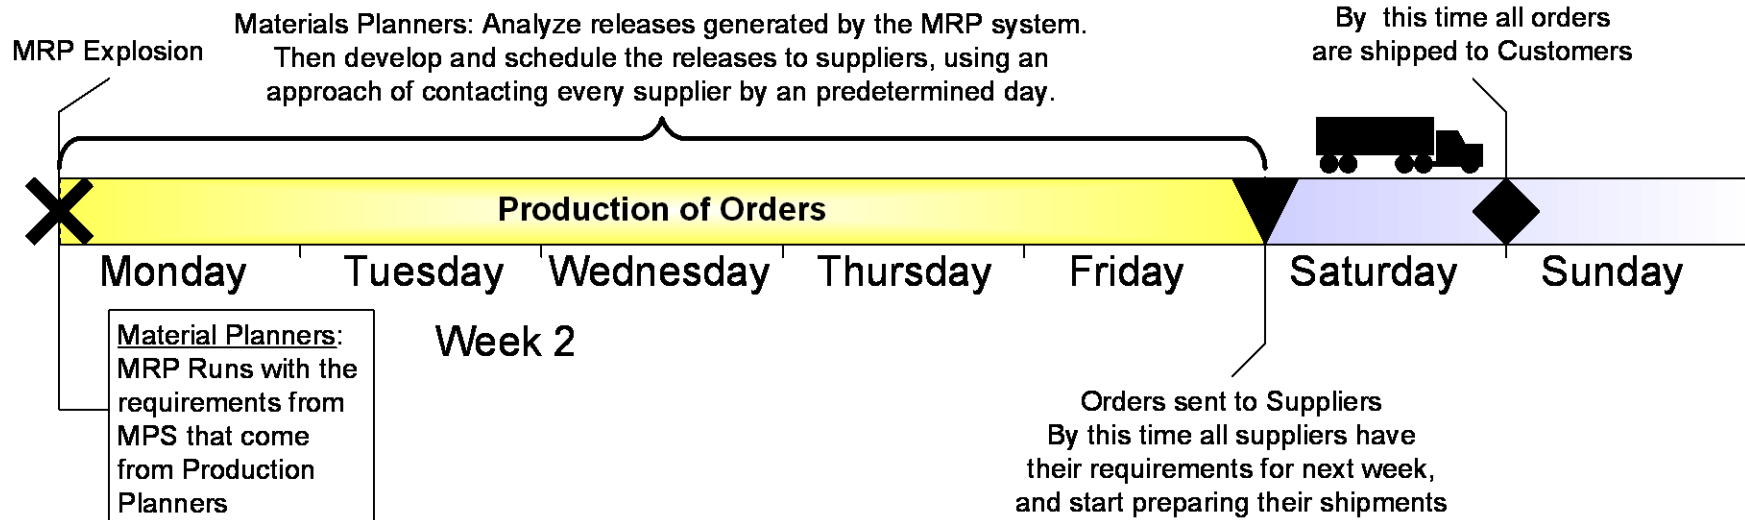 MRP Explosion
Materials Planners: Analyze releases generated by the MRP system.
Then develop and schedule the releases to suppliers, using an
approach of contacting every supplier by an predetermined day.
By this time all orders
are shipped to Customers
Production of Orders
Monday
Tuesday
Wednesday
Thursday
Friday
Saturday
Sunday
Week 2
Material Planners:
MRP Runs with the
requirements from
MPS that come
from Production
Planners
Orders sent to Suppliers
By this time all suppliers have
their requirements for next week,
and start preparing their shipments